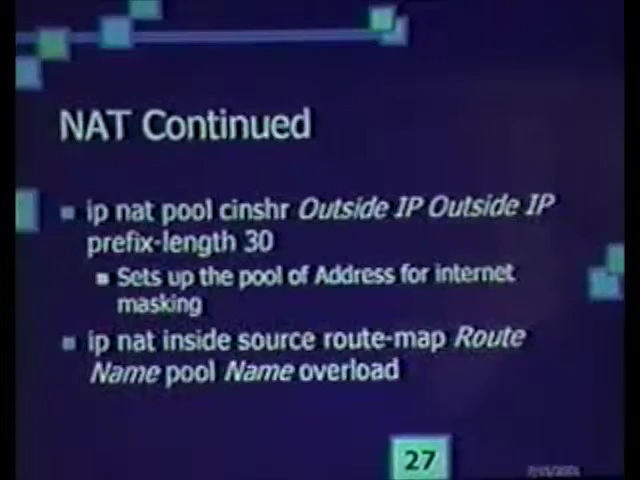 NAT Continued
ip nat pool cinshr Outside IP Outside IP
prefix-length 30
Sets up the pool of Address for internet
masking
ip nat inside source route-map Route
Name pool Name overload
27